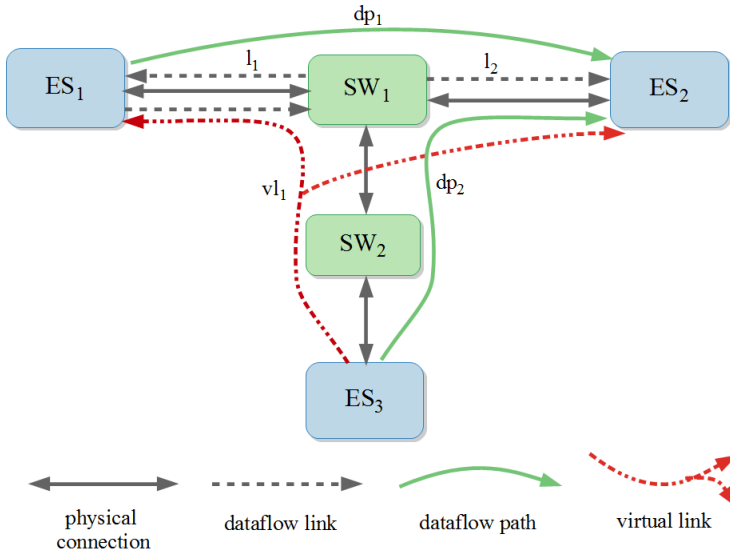 dp₁
ES₁
l₁
SW₁
l₂
ES₂
vl₁
dp₂
SW₂
ES₃
physical
connection
dataflow link
dataflow path
virtual link